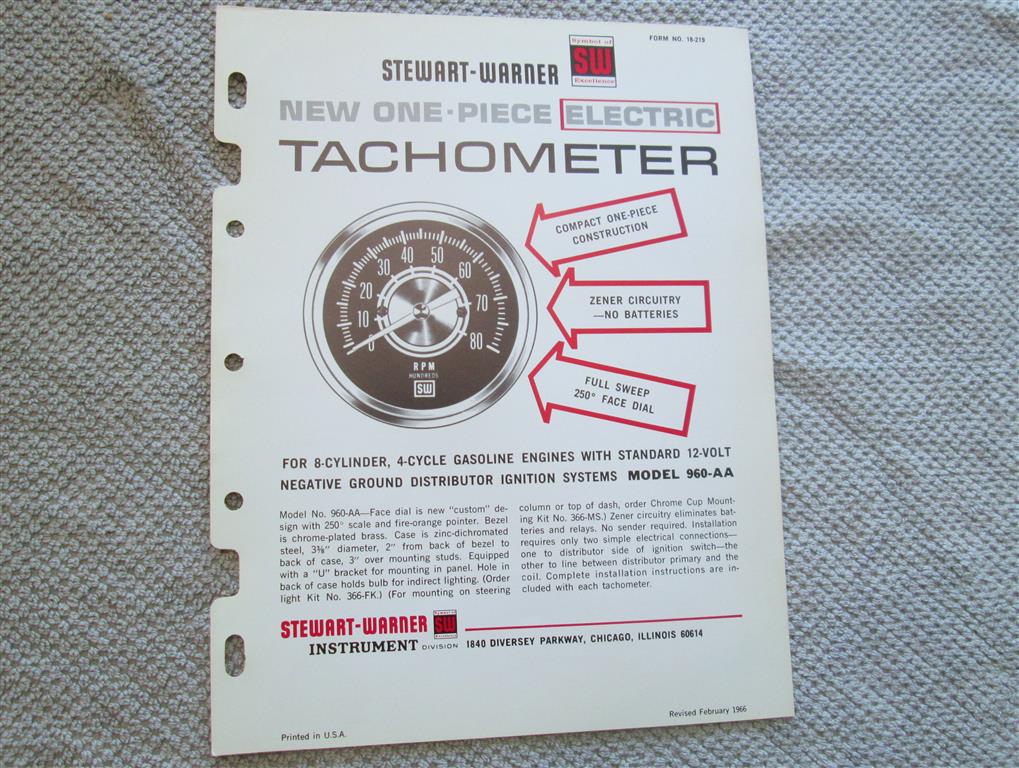 FORM NO. 18-219
Symbol of
SW
Excellence
STEWART-WARNER
NEW ONE-PIECE ELECTRIC
TACHOMETER
COMPACT ONE-PIECE
CONSTRUCTION
ZENER CIRCUITRY
—NO BATTERIES
FULL SWEEP
250° FACE DIAL
0 10 20 30 40 50 60 70 80
RPM
HUNDREDS
SW
FOR 8-CYLINDER, 4-CYCLE GASOLINE ENGINES WITH STANDARD 12-VOLT
NEGATIVE GROUND DISTRIBUTOR IGNITION SYSTEMS MODEL 960-AA
Model No. 960-AA—Face dial is new "custom" de-
sign with 250° scale and fire-orange pointer. Bezel
is chrome-plated brass. Case is zinc-dichromated
steel, 3⅜" diameter, 2" from back of bezel to
back of case, 3" over mounting studs. Equipped
with a "U" bracket for mounting in panel. Hole in
back of case holds bulb for indirect lighting. (Order
light Kit No. 366-FK.) (For mounting on steering
column or top of dash, order Chrome Cup Mount-
ing Kit No. 366-MS.) Zener circuitry eliminates bat-
teries and relays. No sender required. Installation
requires only two simple electrical connections—
one to distributor side of ignition switch—the
other to line between distributor primary and the
coil. Complete installation instructions are in-
cluded with each tachometer.
STEWART-WARNER
Symbol of
SW
Excellence
INSTRUMENT DIVISION 1840 DIVERSEY PARKWAY, CHICAGO, ILLINOIS 60614
Revised February 1966
Printed in U.S.A.